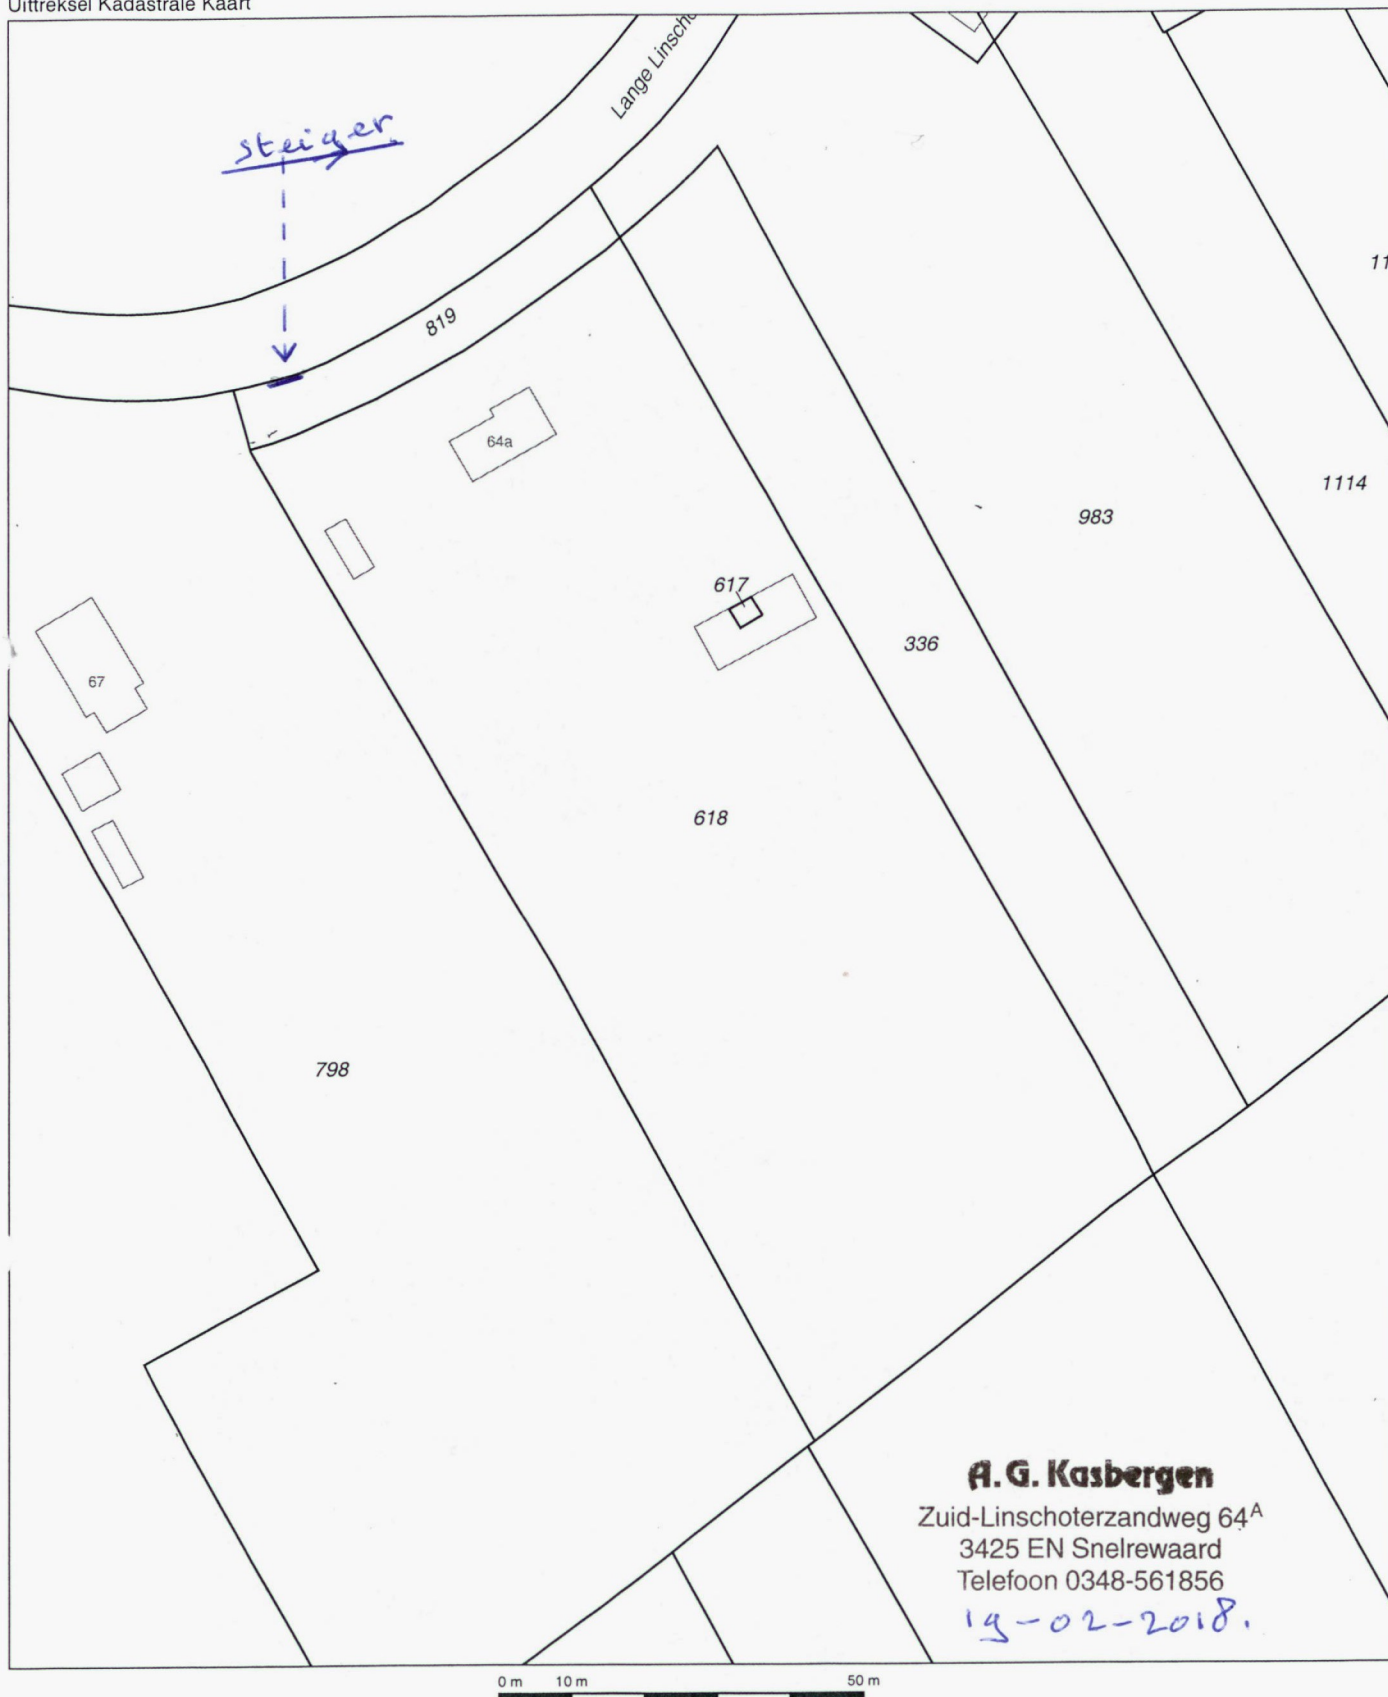 Uittreksel Kadastrale Kaart
Lange Linscho
steiger
819
64a
11
1114
983
617
336
67
618
798
A.G. Kasbergen
Zuid-Linschoterzandweg 64A
3425 EN Snelrewaard
Telefoon 0348-561856
19-02-2018.
0 m 10 m 50 m